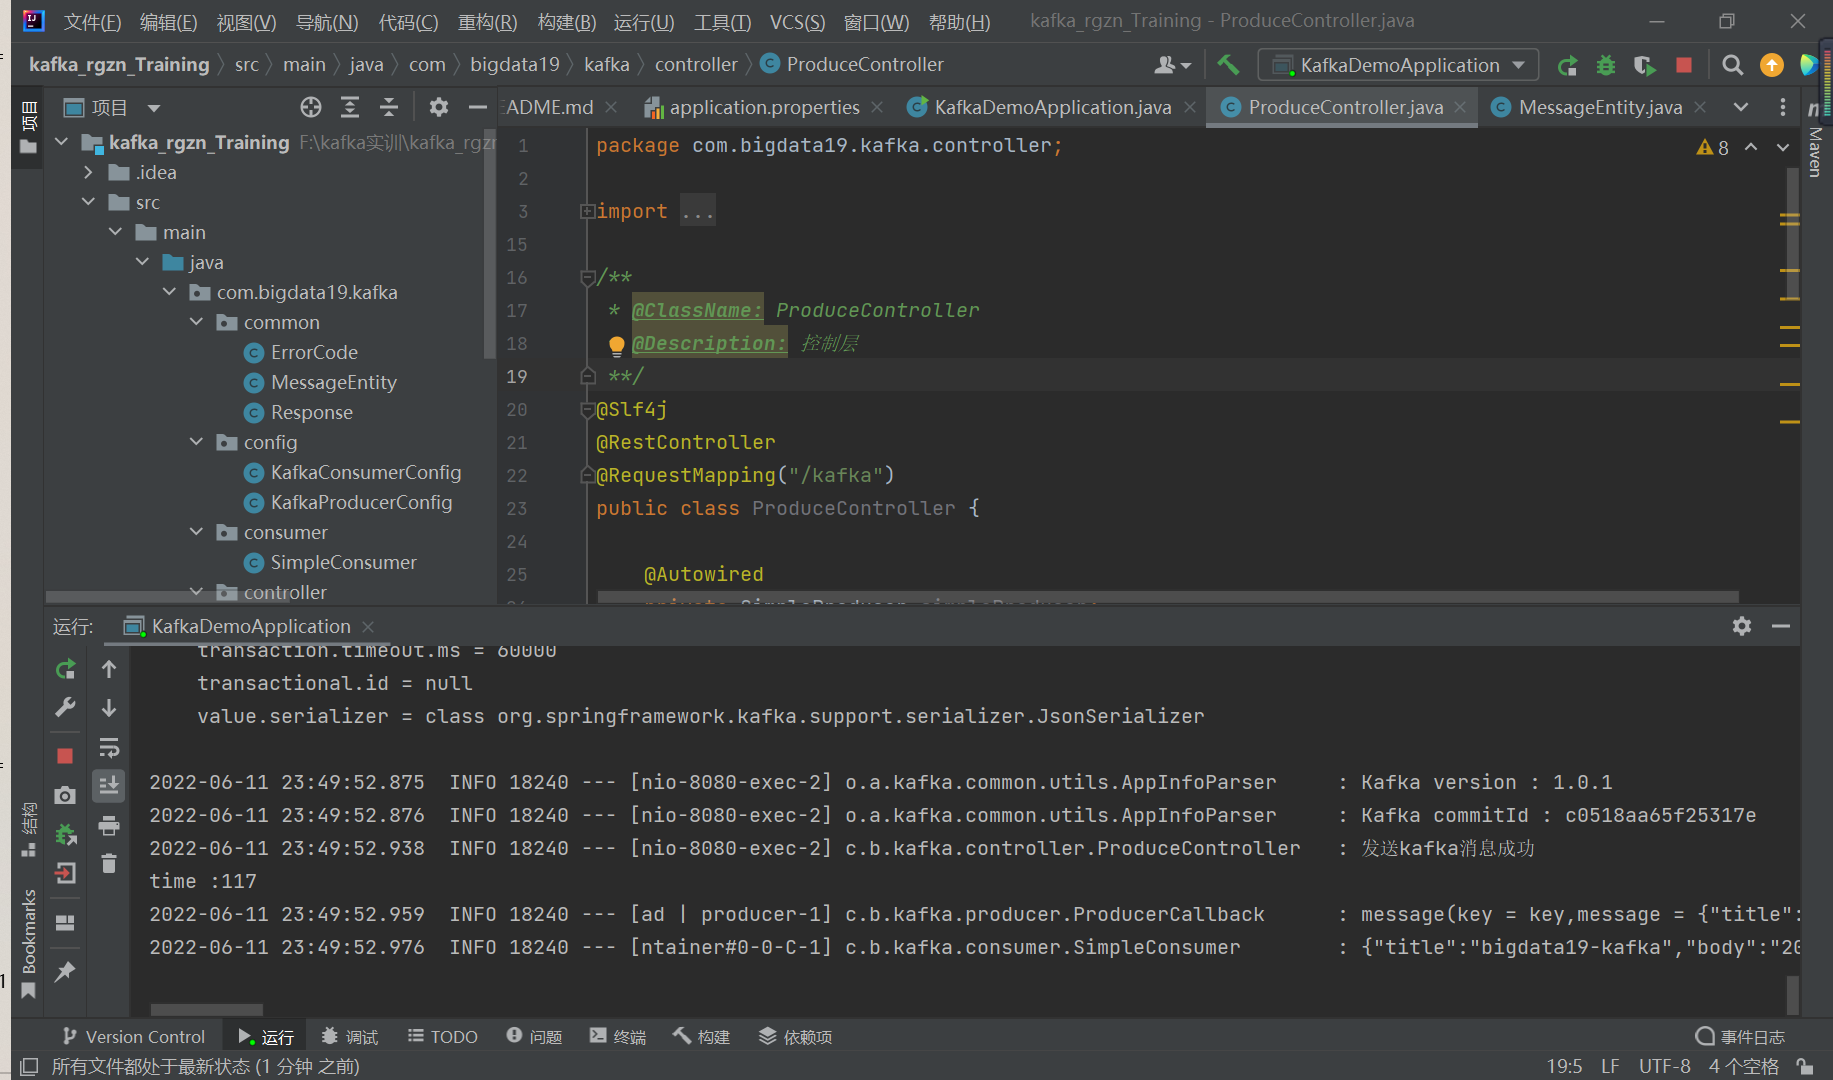 文件(F) 编辑(E) 视图(V) 导航(N) 代码(C) 重构(R) 构建(B) 运行(U) 工具(T) VCS(S) 窗口(W) 帮助(H) kafka_rgzn_Training - ProduceController.java
kafka_rgzn_Training src main java com bigdata19 kafka controller ProduceController KafkaDemoApplication
项目 ADME.md application.properties KafkaDemoApplication.java ProduceController.java MessageEntity.java
项目
Maven
kafka_rgzn_Training F:\kafka实训\kafka_rgzn
.idea
src
main
java
com.bigdata19.kafka
common
ErrorCode
MessageEntity
Response
config
KafkaConsumerConfig
KafkaProducerConfig
consumer
SimpleConsumer
controller
8
1 package com.bigdata19.kafka.controller;
2
3 import ...
15
16 /**
17 * @ClassName: ProduceController
18 @Description: 控制层
19 **/
20 @Slf4j
21 @RestController
22 @RequestMapping("/kafka")
23 public class ProduceController {
24
25 @Autowired
26 private SimpleProducer simpleProducer;
运行: KafkaDemoApplication
transaction.timeout.ms = 60000
transactional.id = null
value.serializer = class org.springframework.kafka.support.serializer.JsonSerializer
2022-06-11 23:49:52.875 INFO 18240 --- [nio-8080-exec-2] o.a.kafka.common.utils.AppInfoParser : Kafka version : 1.0.1
2022-06-11 23:49:52.876 INFO 18240 --- [nio-8080-exec-2] o.a.kafka.common.utils.AppInfoParser : Kafka commitId : c0518aa65f25317e
2022-06-11 23:49:52.938 INFO 18240 --- [nio-8080-exec-2] c.b.kafka.controller.ProduceController : 发送kafka消息成功
time :117
2022-06-11 23:49:52.959 INFO 18240 --- [ad | producer-1] c.b.kafka.producer.ProducerCallback : message(key = key,message = {"title":
2022-06-11 23:49:52.976 INFO 18240 --- [ntainer#0-0-C-1] c.b.kafka.consumer.SimpleConsumer : {"title":"bigdata19-kafka","body":"20
结构
Bookmarks
Version Control 运行 调试 TODO 问题 终端 构建 依赖项 事件日志
所有文件都处于最新状态 (1 分钟 之前) 19:5 LF UTF-8 4 个空格